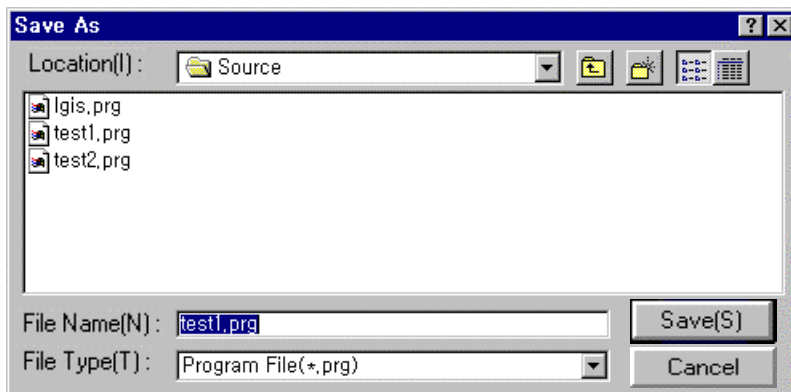 Save As
Location(I) :
Source
lgis,prg
test1,prg
test2,prg
File Name(N) :
test1,prg
Save(S)
File Type(T) :
Program File(*,prg)
Cancel